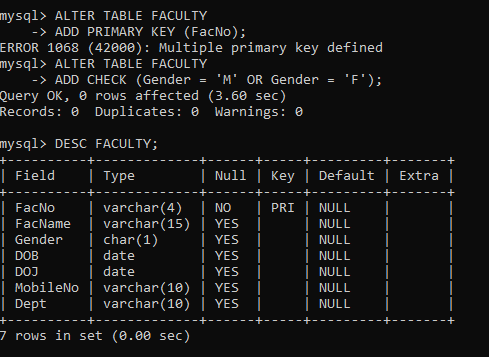 mysql> ALTER TABLE FACULTY
    -> ADD PRIMARY KEY (FacNo);
ERROR 1068 (42000): Multiple primary key defined
mysql> ALTER TABLE FACULTY
    -> ADD CHECK (Gender = 'M' OR Gender = 'F');
Query OK, 0 rows affected (3.60 sec)
Records: 0  Duplicates: 0  Warnings: 0

mysql> DESC FACULTY;
+----------+-------------+------+-----+---------+-------+
| Field    | Type        | Null | Key | Default | Extra |
+----------+-------------+------+-----+---------+-------+
| FacNo    | varchar(4)  | NO   | PRI | NULL    |       |
| FacName  | varchar(15) | YES  |     | NULL    |       |
| Gender   | char(1)     | YES  |     | NULL    |       |
| DOB      | date        | YES  |     | NULL    |       |
| DOJ      | date        | YES  |     | NULL    |       |
| MobileNo | varchar(10) | YES  |     | NULL    |       |
| Dept     | varchar(10) | YES  |     | NULL    |       |
+----------+-------------+------+-----+---------+-------+
7 rows in set (0.00 sec)